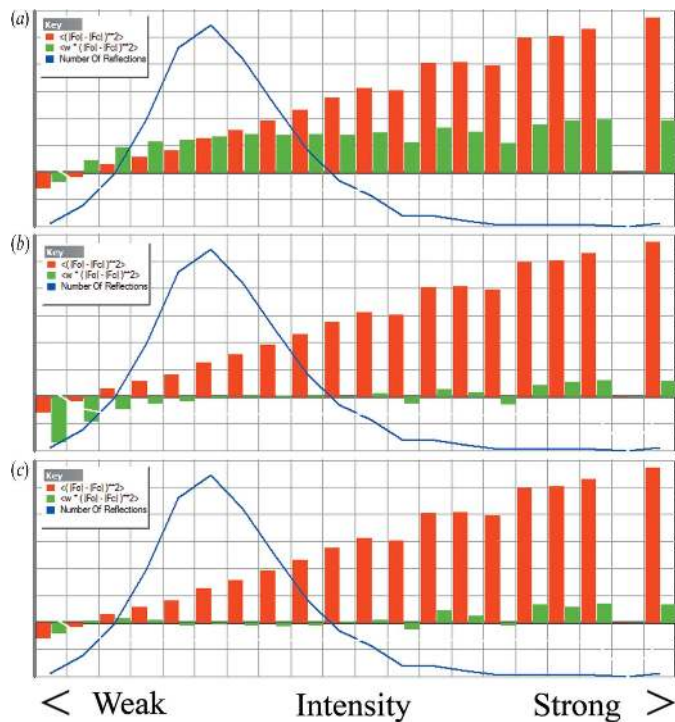 (a)
Key
<(|Fo| - |Fc|)**2>
<w * (|Fo| - |Fc|)**2>
Number Of Reflections
(b)
Key
<(|Fo| - |Fc|)**2>
<w * (|Fo| - |Fc|)**2>
Number Of Reflections
(c)
Key
<(|Fo| - |Fc|)**2>
<w * (|Fo| - |Fc|)**2>
Number Of Reflections
< Weak Intensity Strong >